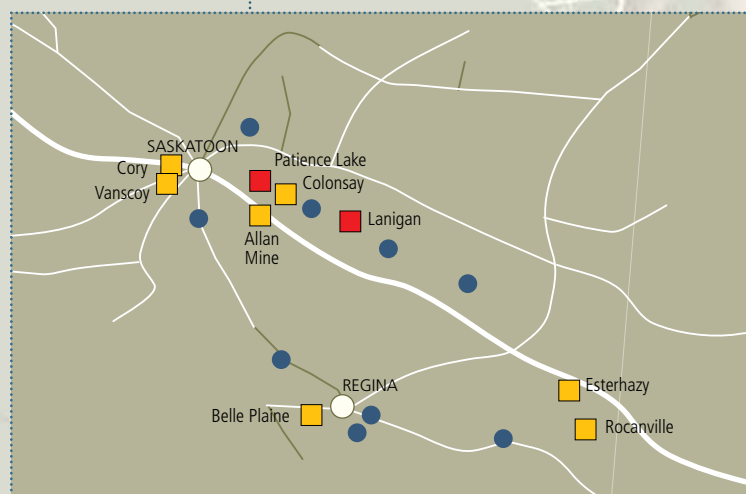 SASKATOON
Cory
Vanscoy
Patience Lake
Colonsay
Allan
Mine
Lanigan
REGINA
Belle Plaine
Esterhazy
Rocanville